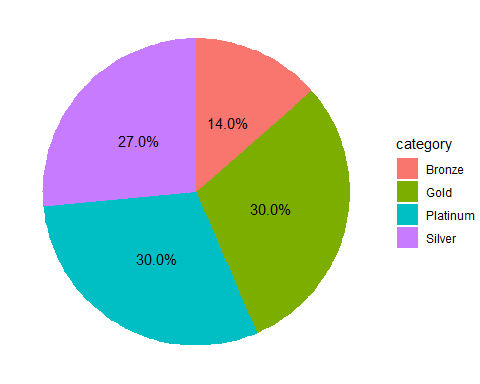 14.0%
27.0%
30.0%
30.0%
category
Bronze
Gold
Platinum
Silver